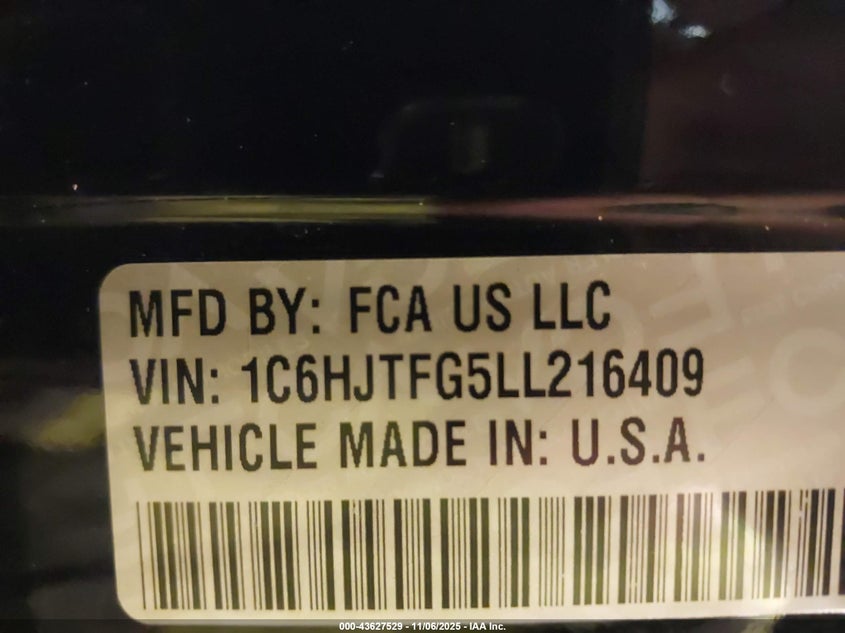 MFD BY: FCA US LLC
VIN: 1C6HJTFG5LL216409
VEHICLE MADE IN: U.S.A.
000-43627529 - 11/06/2025 - IAA Inc.